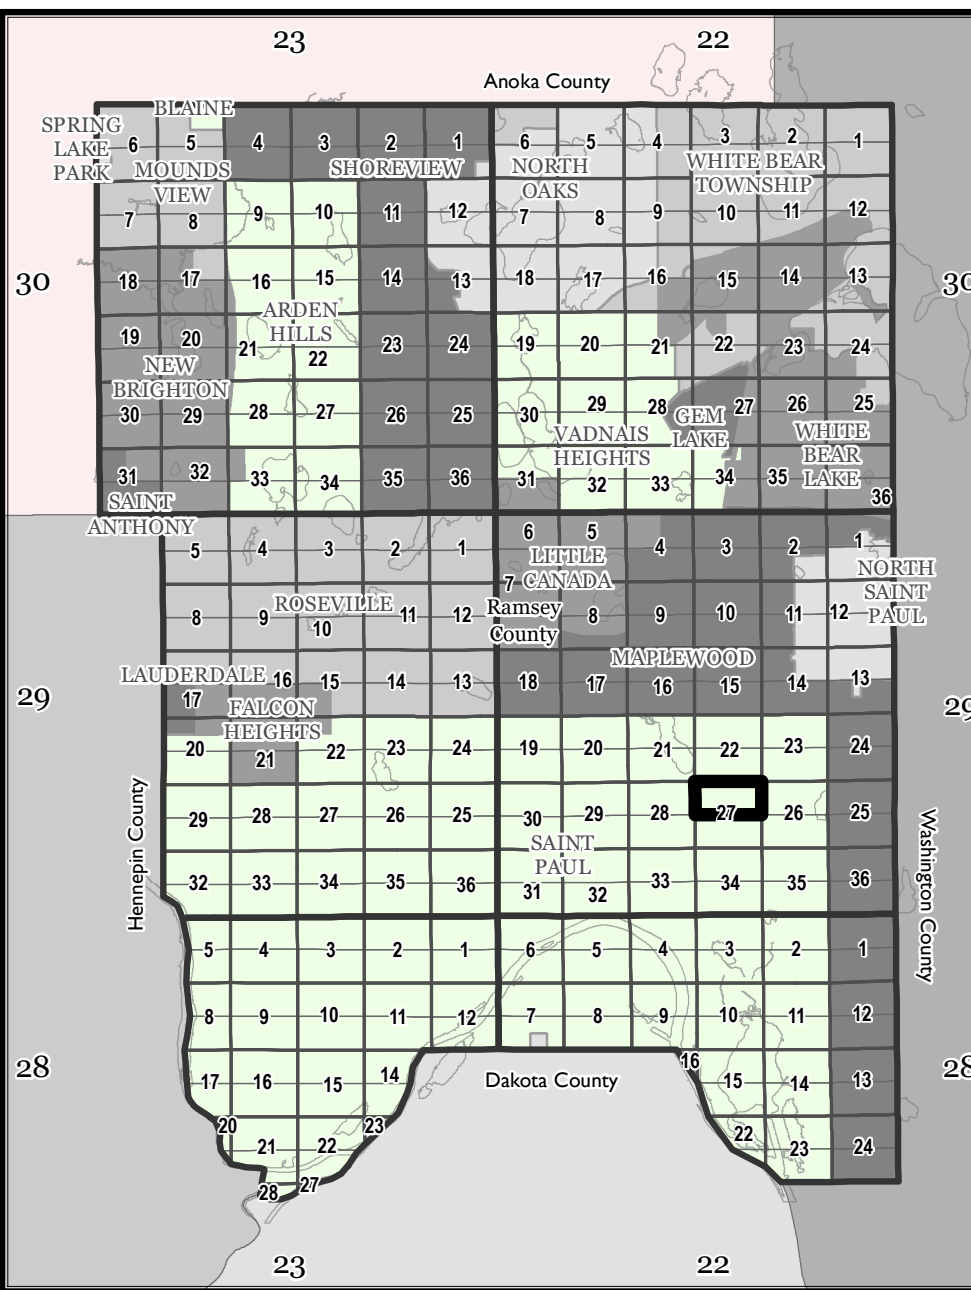 23 22
Anoka County
BLAINE
SPRING
LAKE
PARK
6 5 4 3 2 1 6 5 4 3 2 1
MOUNDS
VIEW
SHOREVIEW
NORTH
OAKS
WHITE BEAR
TOWNSHIP
7 8 9 10 11 12 7 8 9 10 11 12
30 18 17 16 15 14 13 18 17 16 15 14 13 30
ARDEN
HILLS
19 20 21 22 23 24 19 20 21 22 23 24
NEW
BRIGHTON
30 29 28 27 26 25 30 29 28 27 26 25
GEM
LAKE
VADNAIS
HEIGHTS
WHITE
BEAR
LAKE
31 32 33 34 35 36 31 32 33 34 35 36
SAINT
ANTHONY
5 4 3 2 1 6 5 4 3 2 1
LITTLE
CANADA
NORTH
SAINT
PAUL
8 9 10 11 12 7 8 9 10 11 12
ROSEVILLE
Ramsey
County
MAPLEWOOD
LAUDERDALE
29 17 16 15 14 13 18 17 16 15 14 13 29
FALCON
HEIGHTS
20 21 22 23 24 19 20 21 22 23 24
Hennepin County
29 28 27 26 25 30 29 28 27 26 25
Washington County
SAINT
PAUL
32 33 34 35 36 31 32 33 34 35 36
5 4 3 2 1 6 5 4 3 2 1
8 9 10 11 12 7 8 9 10 11 12
28 17 16 15 14 16 15 14 13 28
Dakota County
20 21 22 23 22 23 24
28 27
23 22